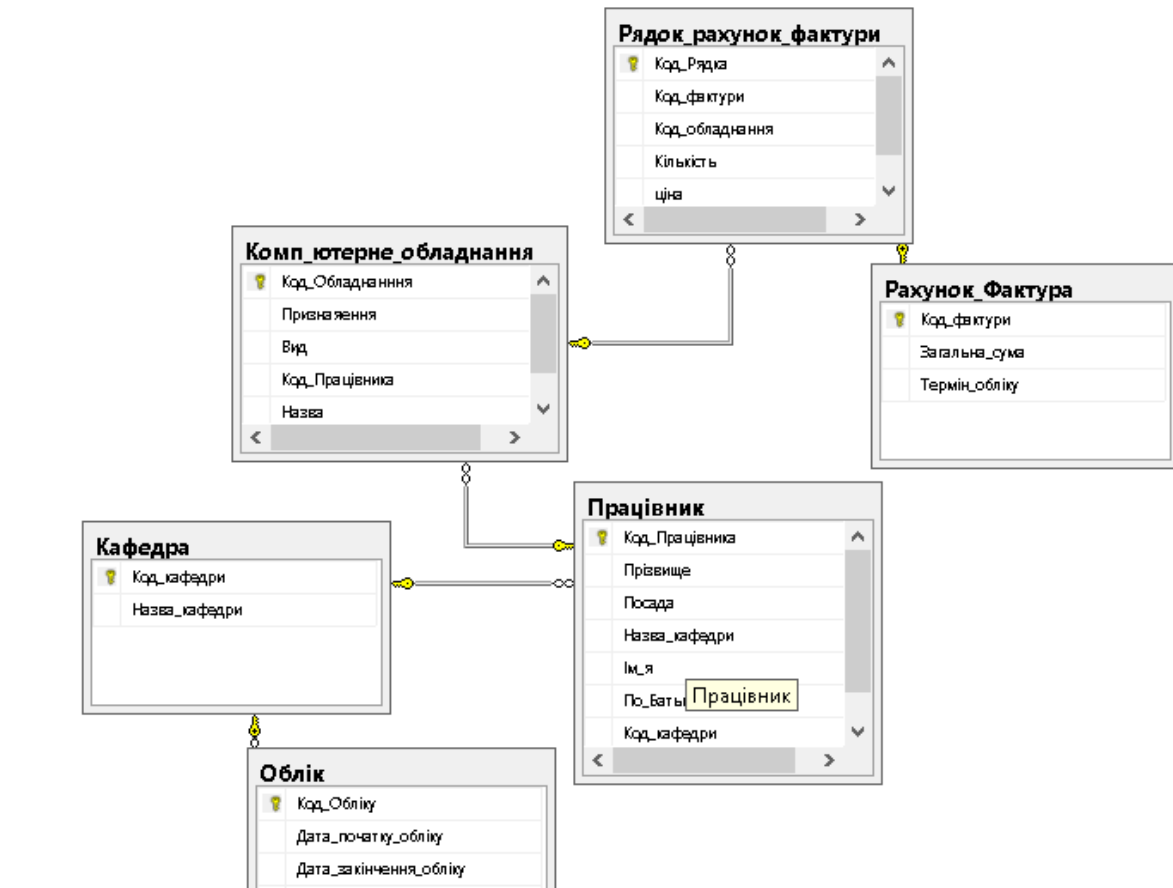 Рядок_рахунок_фактури
Код_Рядка
Код_фактури
Код_обладнання
Кількість
ціна
Комп_ютерне_обладнання
Код_Обладнанння
Призначення
Вид
Код_Працівника
Назва
Рахунок_Фактура
Код_фактури
Загальна_сума
Термін_обліку
Працівник
Код_Працівника
Прізвище
Посада
Назва_кафедри
Ім_я
Працівник
Код_кафедри
Кафедра
Код_кафедри
Назва_кафедри
Облік
Код_Обліку
Дата_початку_обліку
Дата_закінчення_обліку